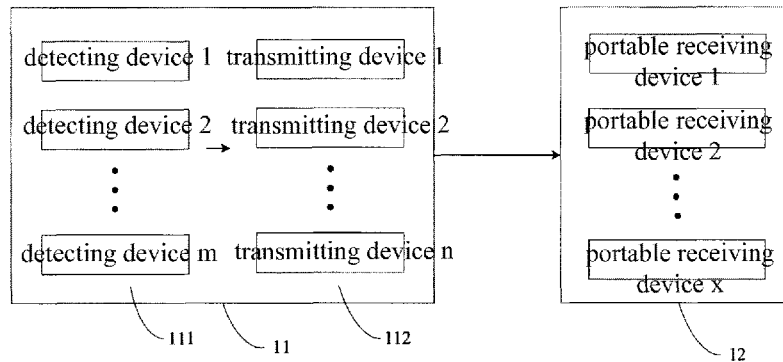 detecting device 1
transmitting device 1
portable receiving
device 1
detecting device 2
transmitting device 2
portable receiving
device 2
detecting device m
transmitting device n
portable receiving
device x
111
11
112
12